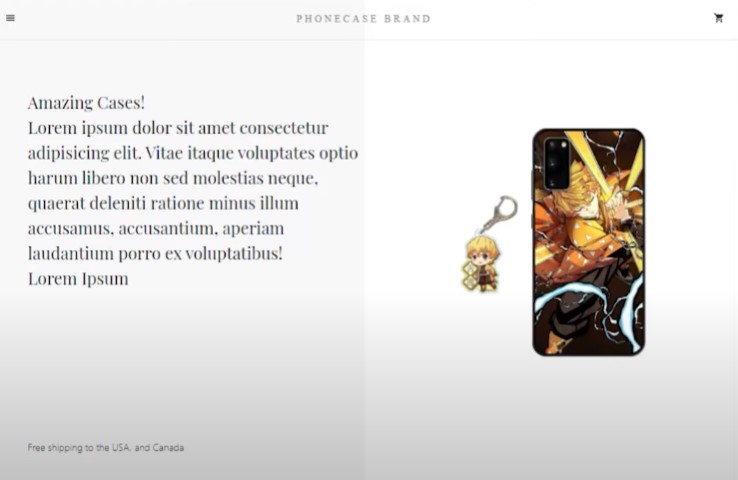 PHONECASE BRAND
Amazing Cases!
Lorem ipsum dolor sit amet consectetur
adipisicing elit. Vitae itaque voluptates optio
harum libero non sed molestias neque,
quaerat deleniti ratione minus illum
accusamus, accusantium, aperiam
laudantium porro ex voluptatibus!
Lorem Ipsum
Free shipping to the USA, and Canada